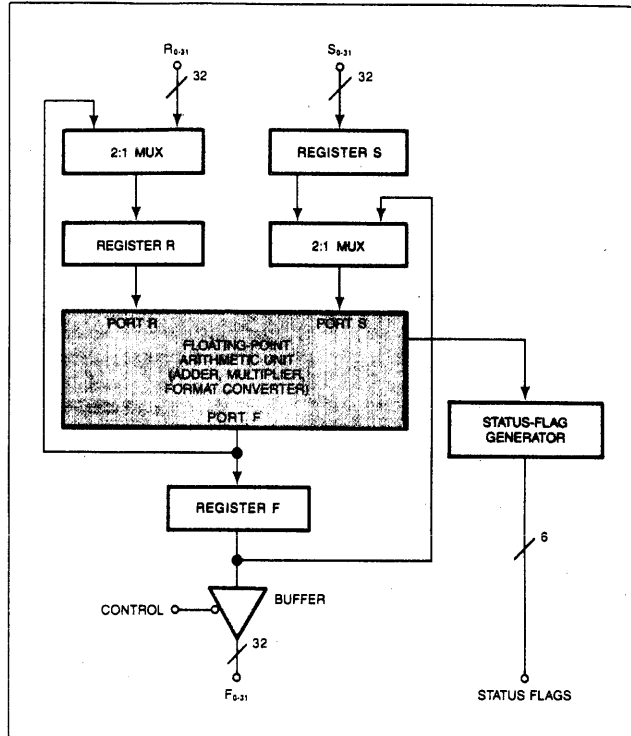 R₀₋₃₁
S₀₋₃₁
32
32
2:1 MUX
REGISTER S
REGISTER R
2:1 MUX
PORT R
PORT S
FLOATING-POINT
ARITHMETIC UNIT
(ADDER, MULTIPLIER,
FORMAT CONVERTER)
PORT F
STATUS-FLAG
GENERATOR
REGISTER F
6
BUFFER
CONTROL
32
F₀₋₃₁
STATUS FLAGS